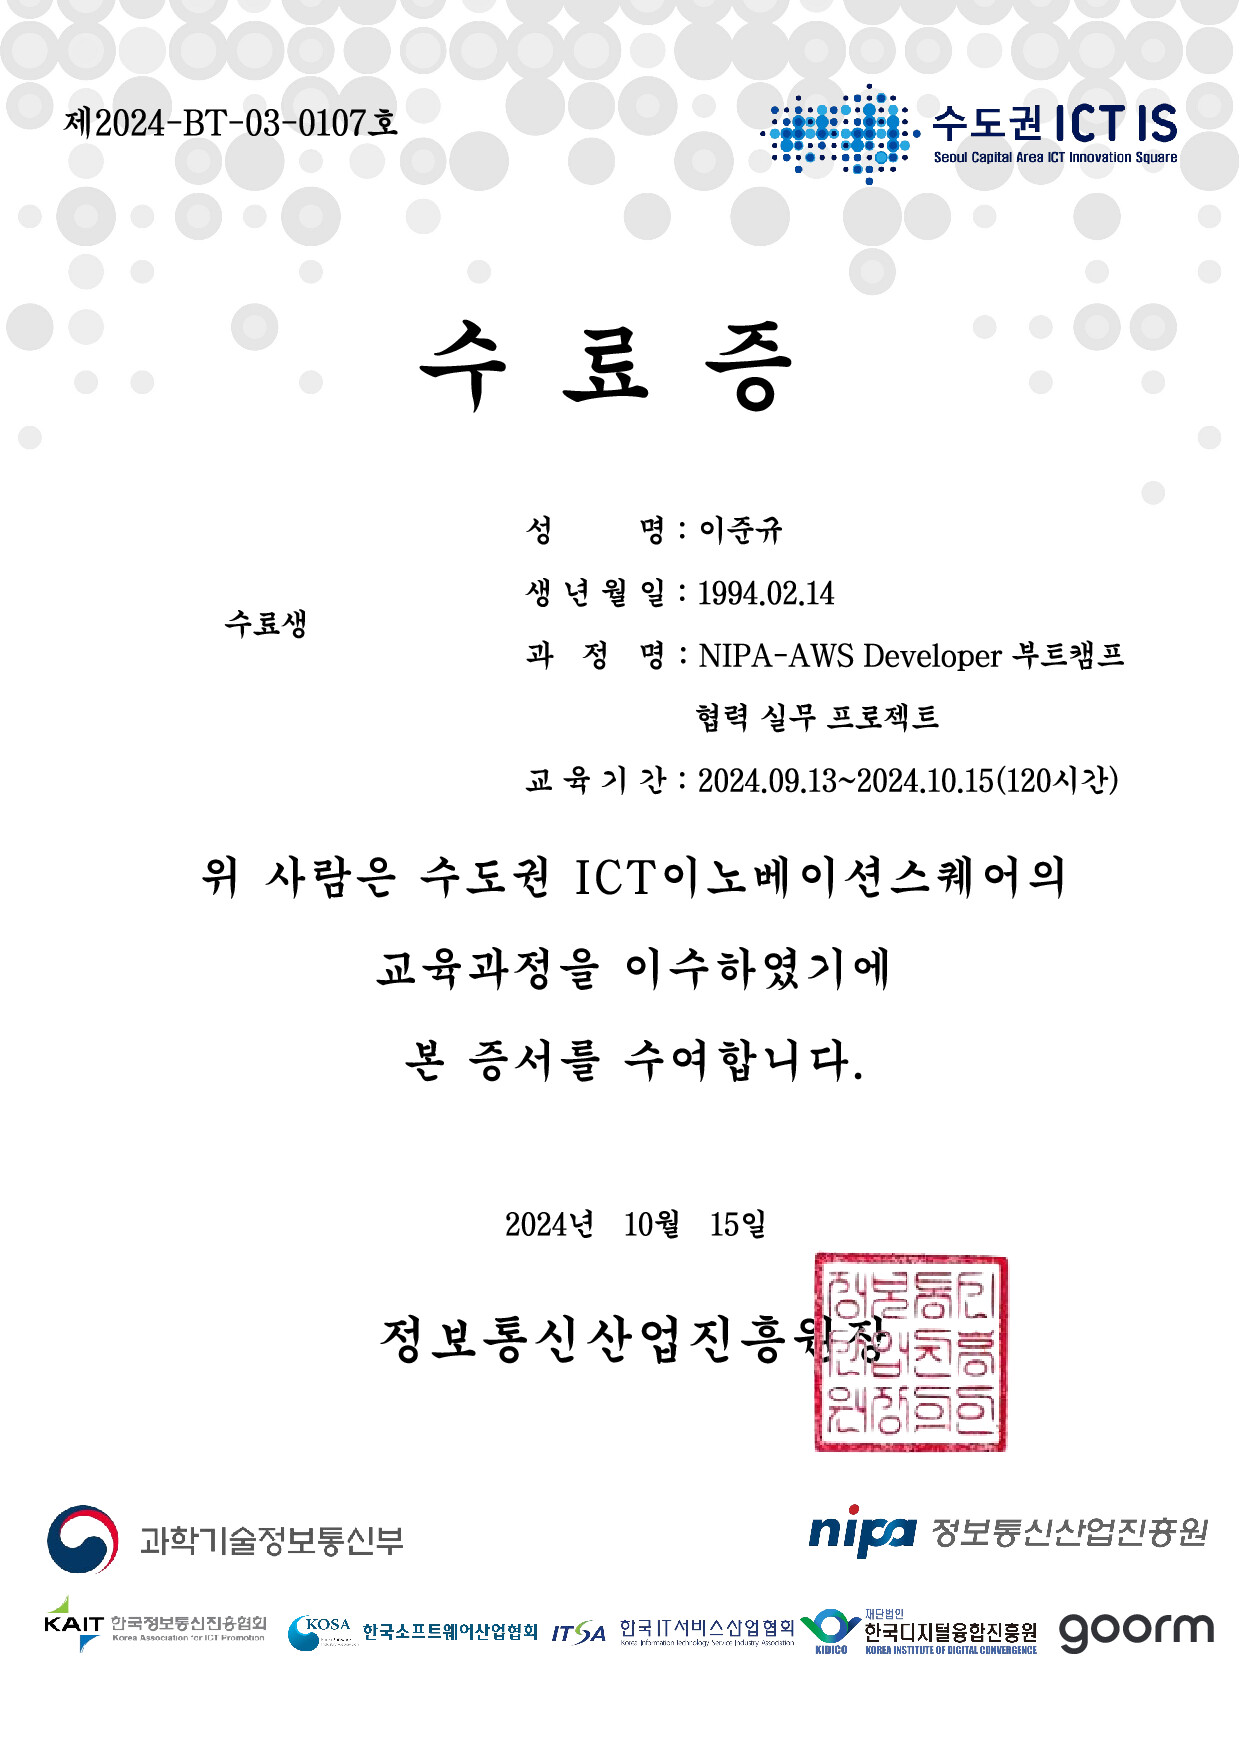 제2024-BT-03-0107호
수도권 ICT IS
Seoul Capital Area ICT Innovation Square
수 료 증
수료생
성 명 : 이준규
생 년 월 일 : 1994.02.14
과 정 명 : NIPA-AWS Developer 부트캠프
협력 실무 프로젝트
교 육 기 간 : 2024.09.13~2024.10.15(120시간)
위 사람은 수도권 ICT이노베이션스퀘어의
교육과정을 이수하였기에
본 증서를 수여합니다.
2024년 10월 15일
정보통신산업진흥원장
과학기술정보통신부
nipa 정보통신산업진흥원
KAIT 한국정보통신진흥협회
Korea Association for ICT Promotion
KOSA 한국소프트웨어산업협회
ITSA 한국IT서비스산업협회
Korea Information Technology Service Industry Association
KIDICO
재단법인
한국디지털융합진흥원
KOREA INSTITUTE OF DIGITAL CONVERGENCE
goorm